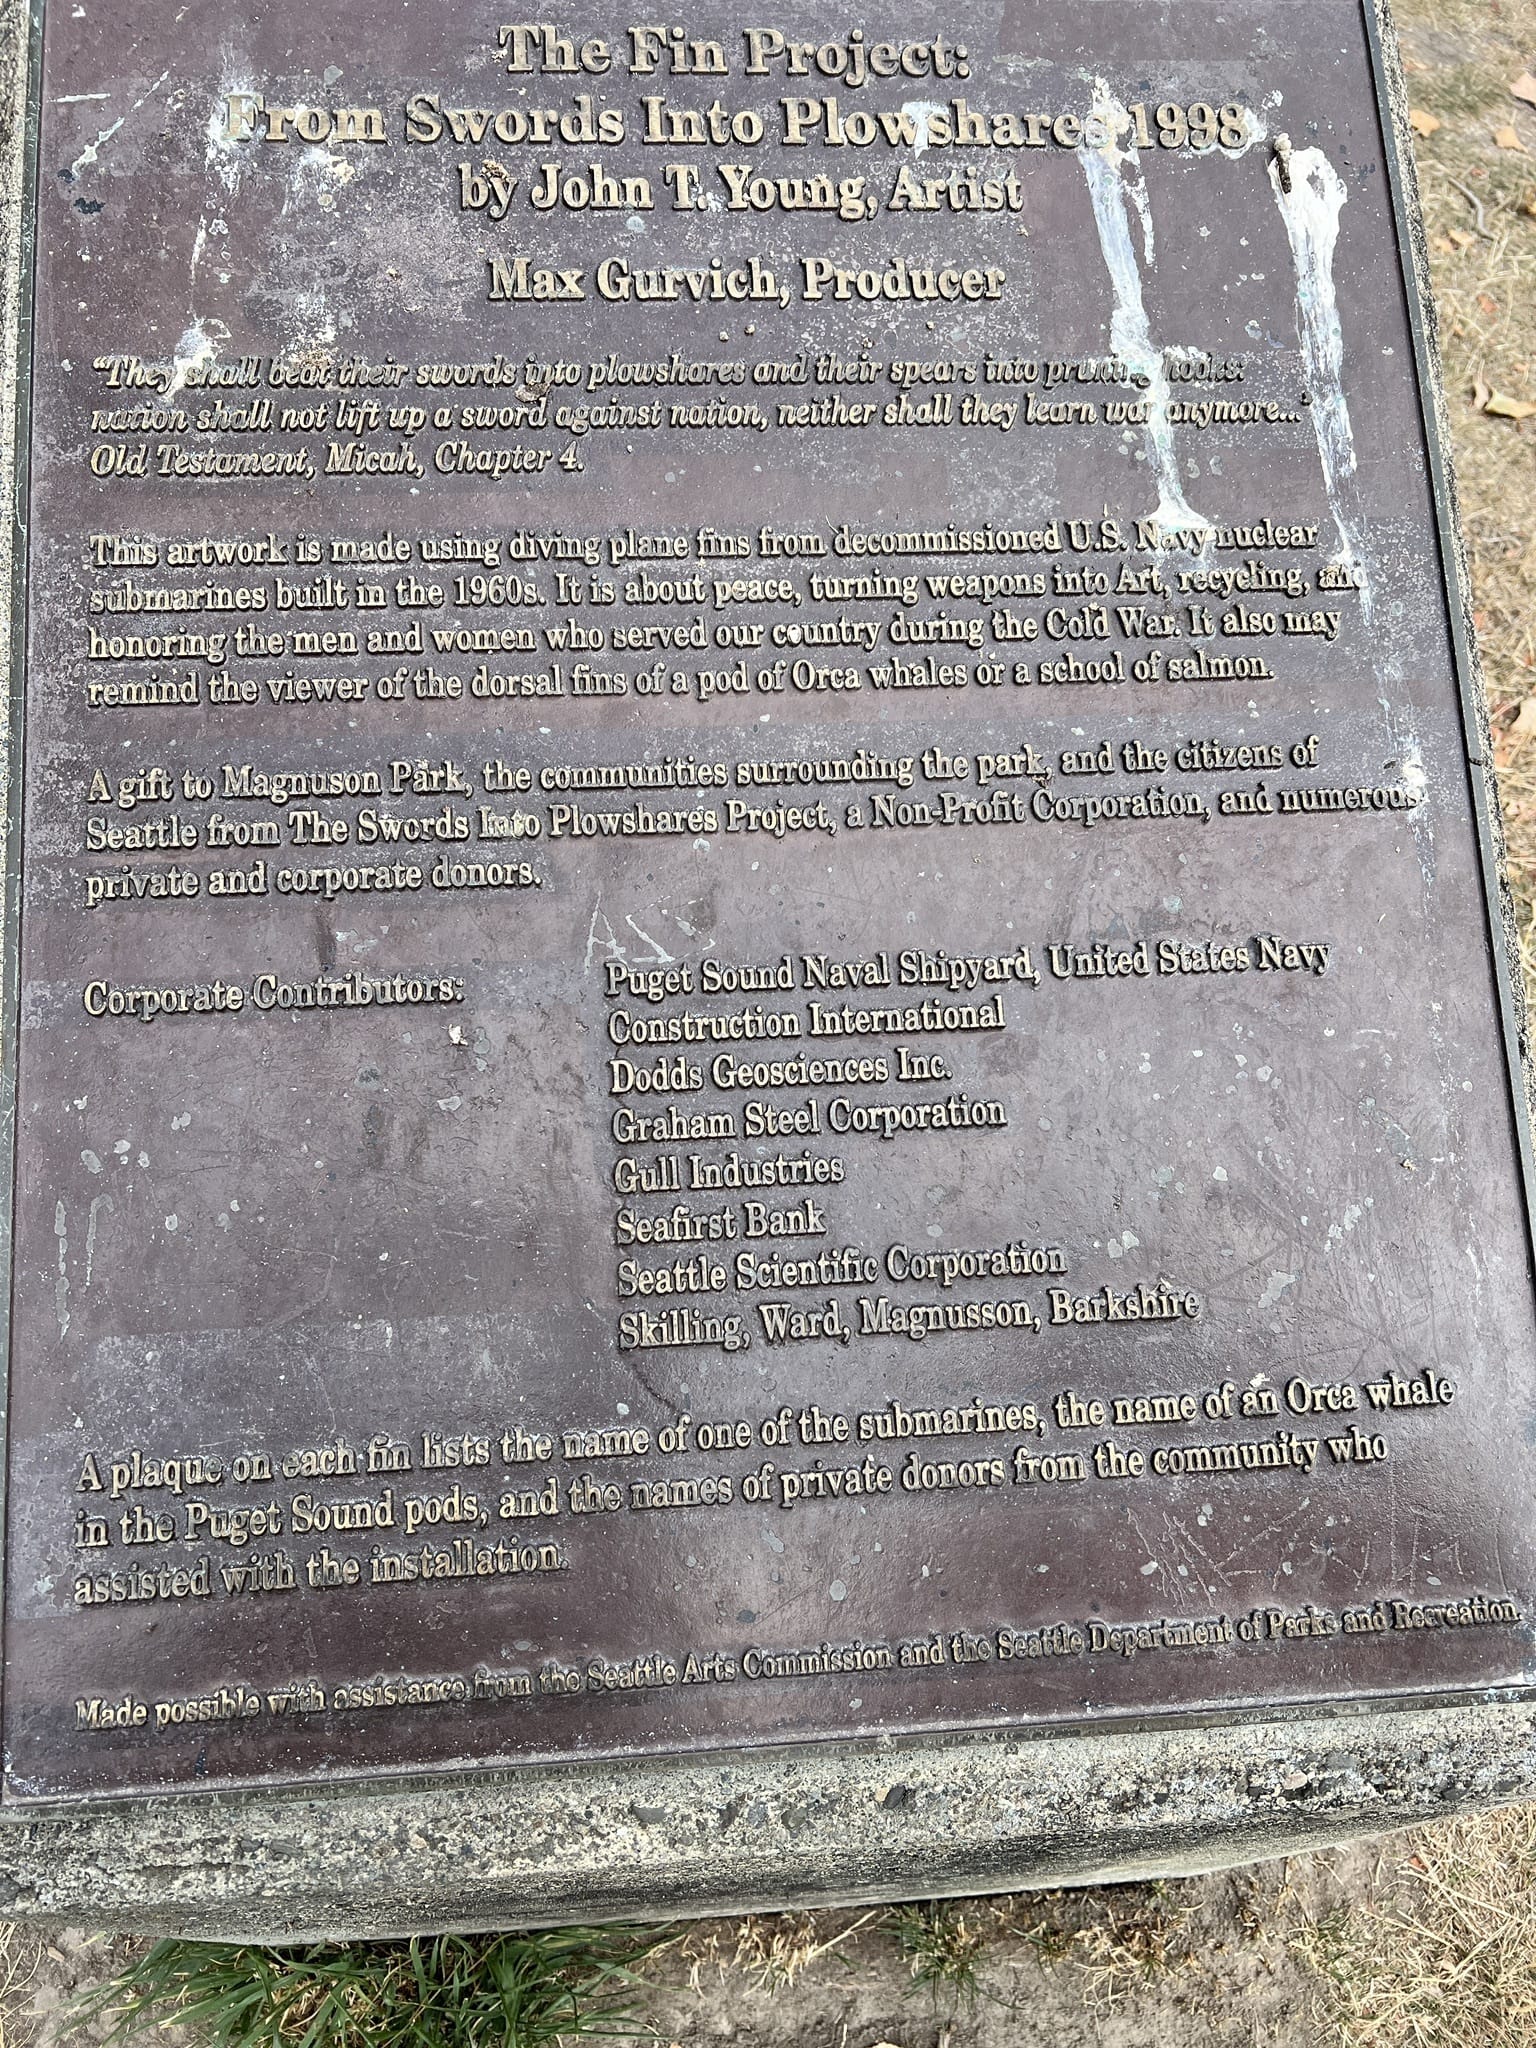 The Fin Project:
From Swords Into Plowshares 1998
by John T. Young, Artist
Max Gurvich, Producer
"They shall beat their swords into plowshares and their spears into pruning hooks:
nation shall not lift up a sword against nation, neither shall they learn war anymore..."
Old Testament, Micah, Chapter 4.
This artwork is made using diving plane fins from decommissioned U.S. Navy nuclear
submarines built in the 1960s. It is about peace, turning weapons into Art, recycling, and
honoring the men and women who served our country during the Cold War. It also may
remind the viewer of the dorsal fins of a pod of Orca whales or a school of salmon.
A gift to Magnuson Park, the communities surrounding the park, and the citizens of
Seattle from The Swords Into Plowshares Project, a Non-Profit Corporation, and numerous
private and corporate donors.
Corporate Contributors:
Puget Sound Naval Shipyard, United States Navy
Construction International
Dodds Geosciences Inc.
Graham Steel Corporation
Gull Industries
Seafirst Bank
Seattle Scientific Corporation
Skilling, Ward, Magnusson, Barkshire
A plaque on each fin lists the name of one of the submarines, the name of an Orca whale
in the Puget Sound pods, and the names of private donors from the community who
assisted with the installation.
Made possible with assistance from the Seattle Arts Commission and the Seattle Department of Parks and Recreation.